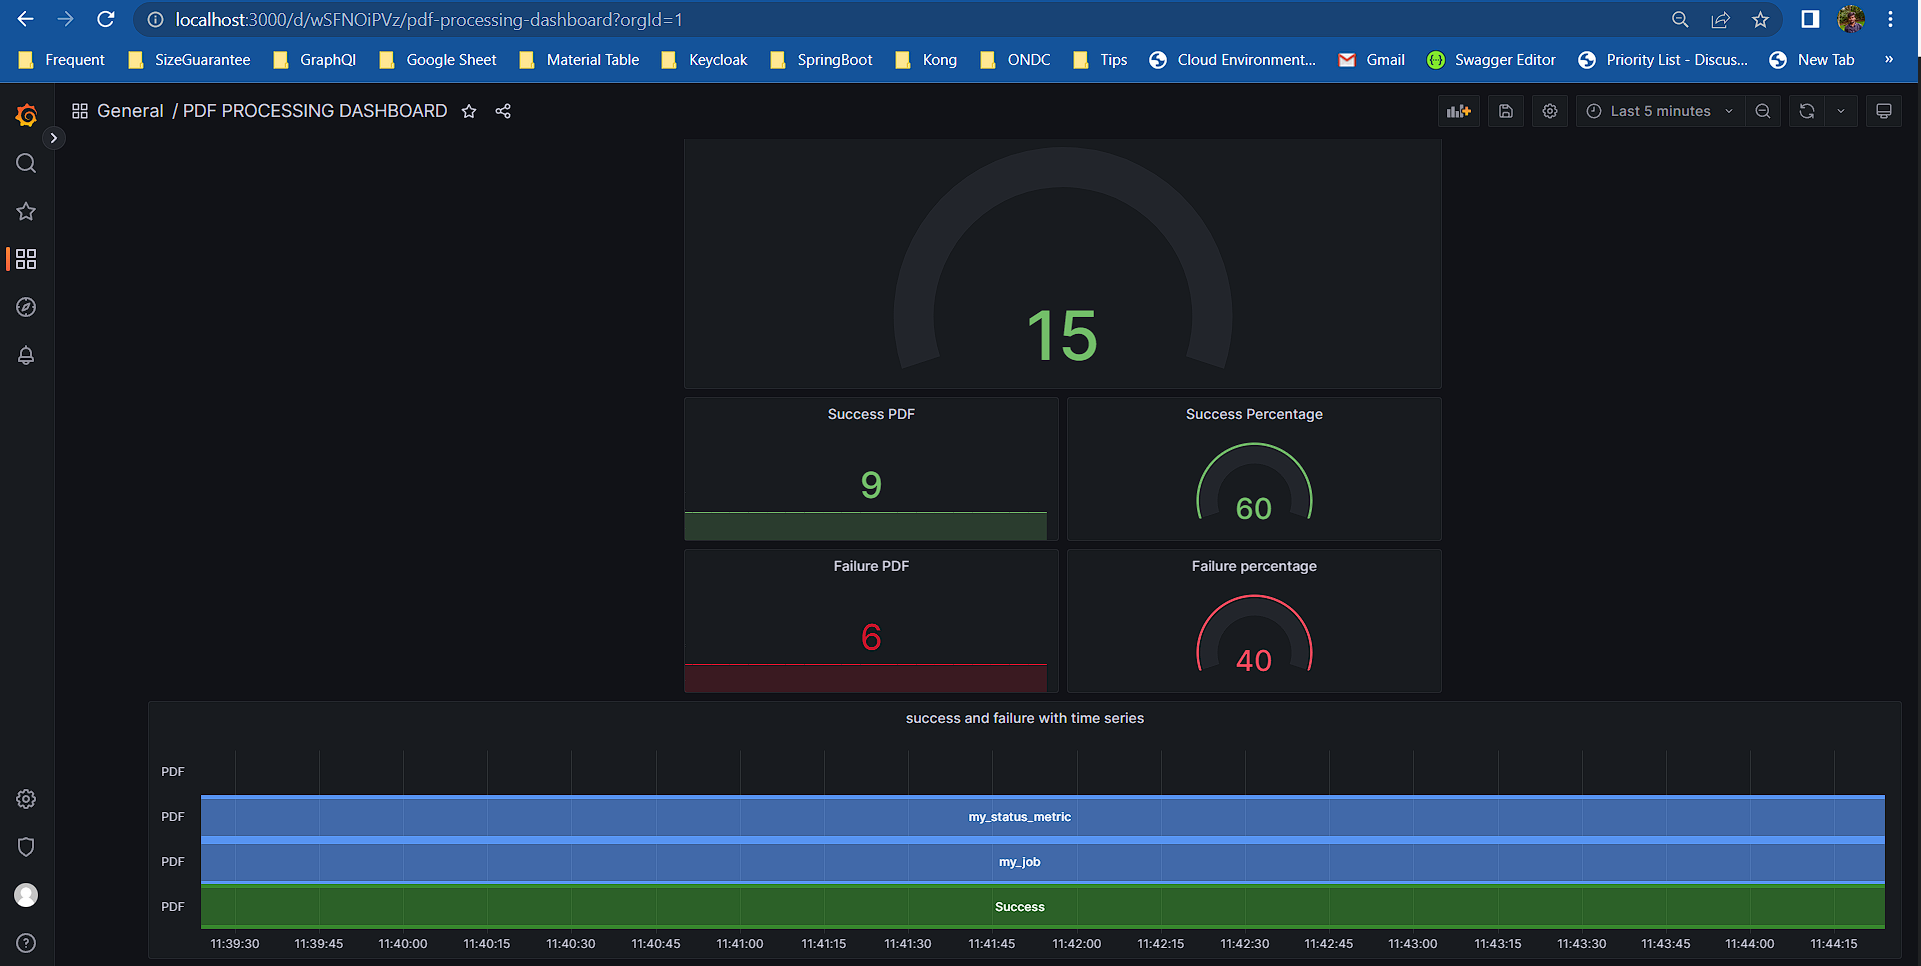 localhost:3000/d/wSFNOiPVz/pdf-processing-dashboard?orgId=1
Frequent SizeGuarantee GraphQl Google Sheet Material Table Keycloak SpringBoot Kong ONDC Tips Cloud Environment... Gmail Swagger Editor Priority List - Discus... New Tab »
General / PDF PROCESSING DASHBOARD Last 5 minutes
15
Success PDF
9
Success Percentage
60
Failure PDF
6
Failure percentage
40
success and failure with time series
PDF
PDF my_status_metric
PDF my_job
PDF Success
11:39:30 11:39:45 11:40:00 11:40:15 11:40:30 11:40:45 11:41:00 11:41:15 11:41:30 11:41:45 11:42:00 11:42:15 11:42:30 11:42:45 11:43:00 11:43:15 11:43:30 11:43:45 11:44:00 11:44:15